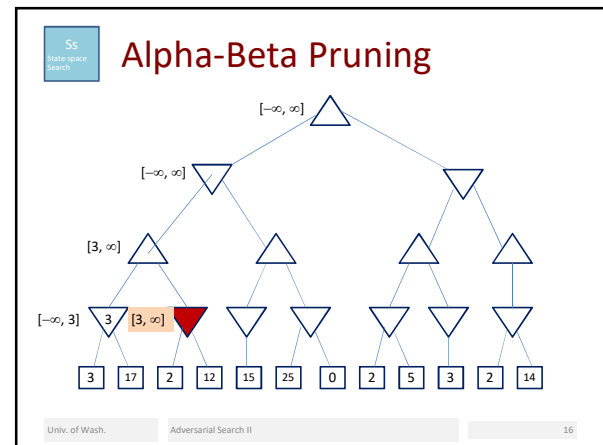 Ss
State-space
Search
Alpha-Beta Pruning
[−∞, ∞]
[−∞, ∞]
[3, ∞]
[−∞, 3] 3 [3, ∞]
3 17 2 12 15 25 0 2 5 3 2 14
Univ. of Wash. Adversarial Search II 16